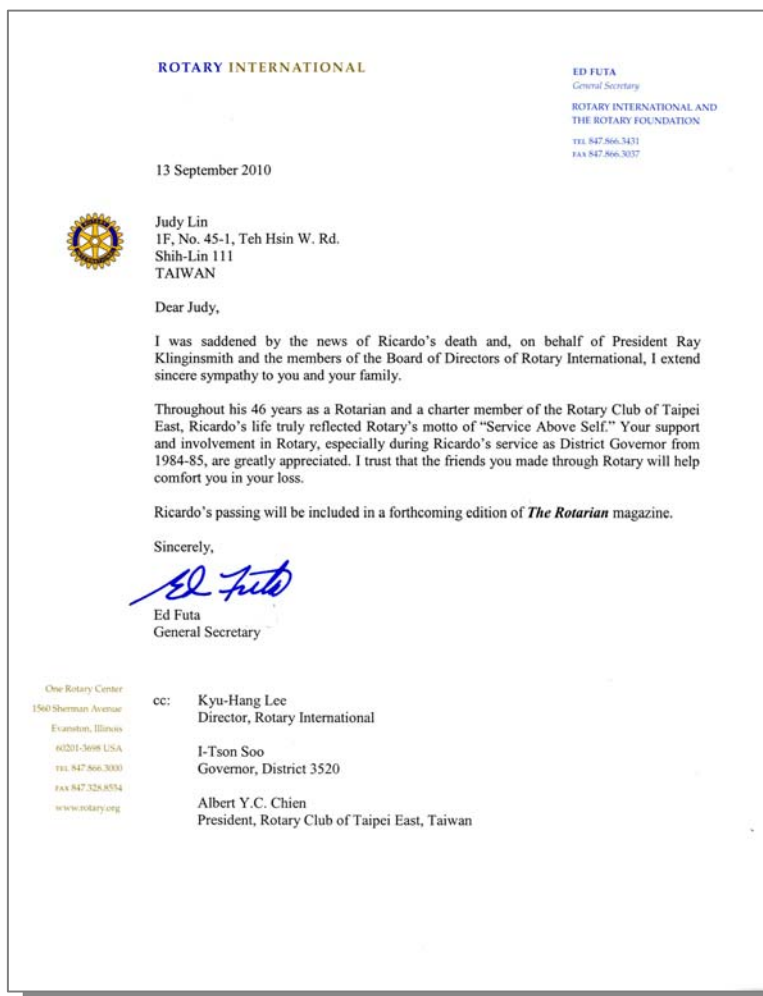 ROTARY INTERNATIONAL
ED FUTA
General Secretary
ROTARY INTERNATIONAL AND
THE ROTARY FOUNDATION
TEL 847.866.3431
FAX 847.866.3037
13 September 2010
Judy Lin
1F, No. 45-1, Teh Hsin W. Rd.
Shih-Lin 111
TAIWAN
Dear Judy,
I was saddened by the news of Ricardo's death and, on behalf of President Ray
Klinginsmith and the members of the Board of Directors of Rotary International, I extend
sincere sympathy to you and your family.
Throughout his 46 years as a Rotarian and a charter member of the Rotary Club of Taipei
East, Ricardo's life truly reflected Rotary's motto of "Service Above Self." Your support
and involvement in Rotary, especially during Ricardo's service as District Governor from
1984-85, are greatly appreciated. I trust that the friends you made through Rotary will help
comfort you in your loss.
Ricardo's passing will be included in a forthcoming edition of The Rotarian magazine.
Sincerely,
Ed Futa
Ed Futa
General Secretary
One Rotary Center
1560 Sherman Avenue
Evanston, Illinois
60201-3698 USA
TEL 847.866.3000
FAX 847.328.8554
www.rotary.org
cc: Kyu-Hang Lee
Director, Rotary International
I-Tson Soo
Governor, District 3520
Albert Y.C. Chien
President, Rotary Club of Taipei East, Taiwan